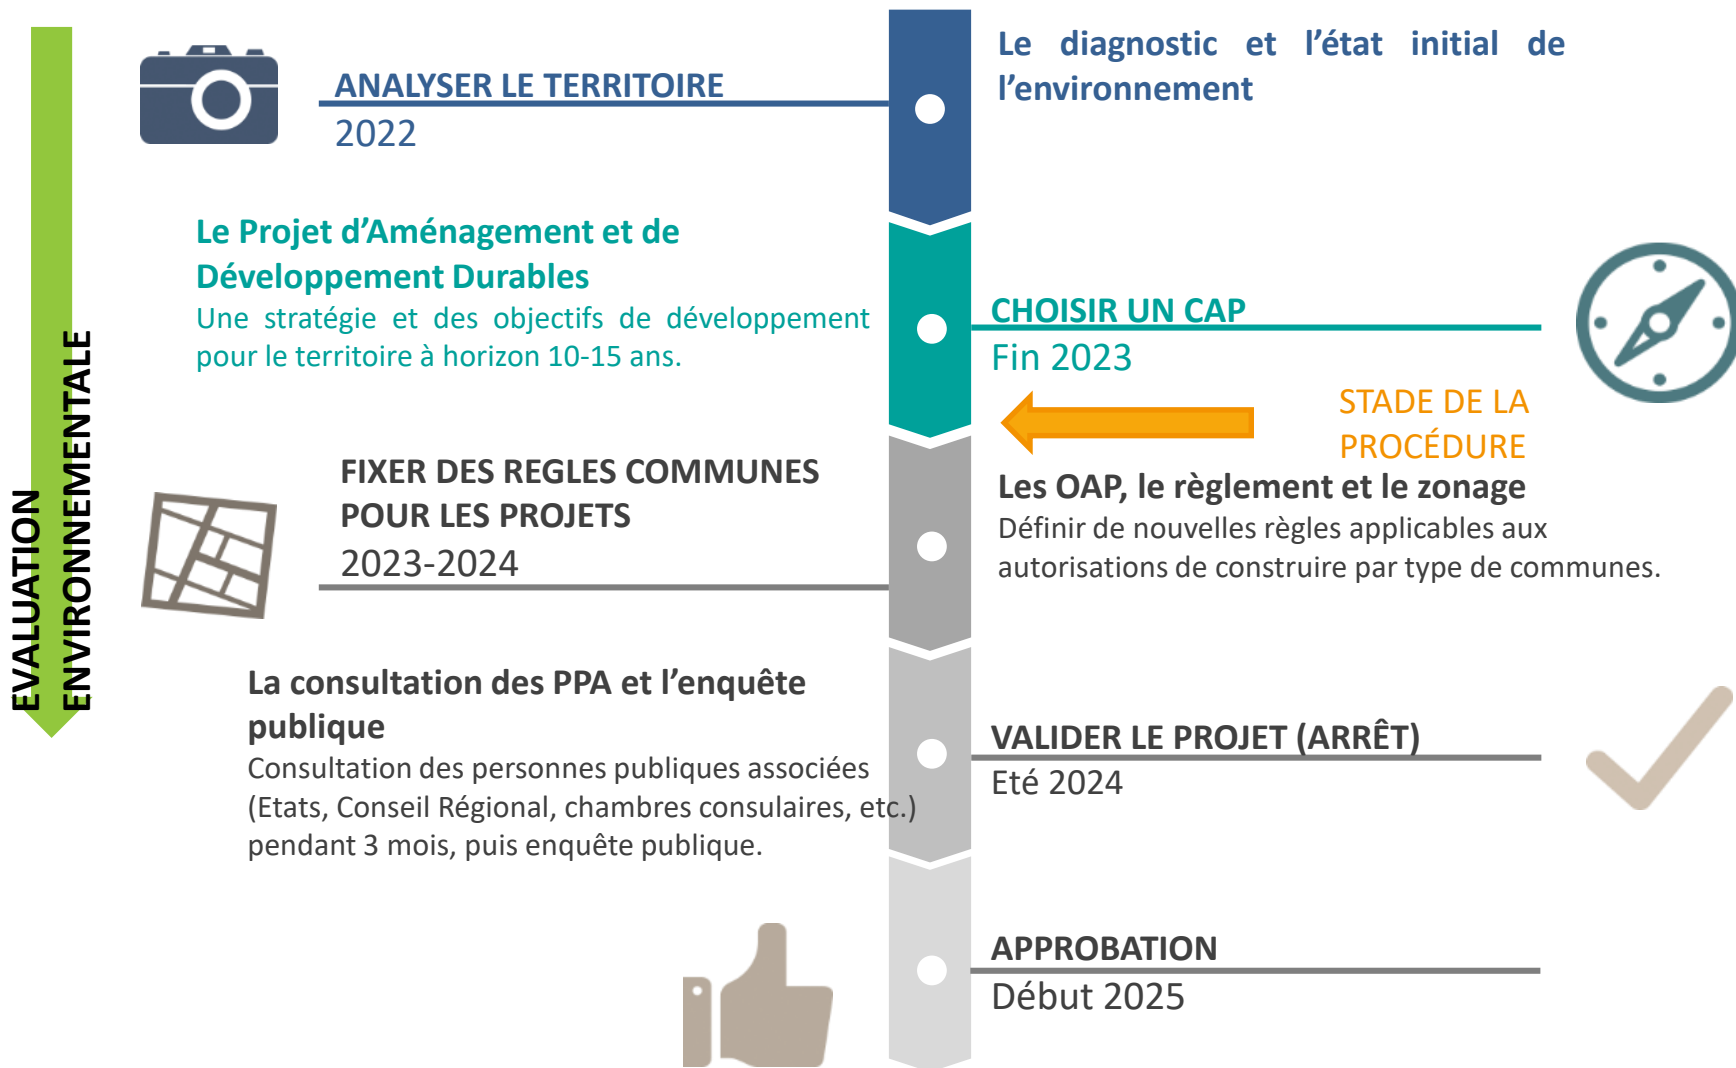 EVALUATION
ENVIRONNEMENTALE
ANALYSER LE TERRITOIRE
2022
Le diagnostic et l’état initial de
l’environnement
Le Projet d’Aménagement et de
Développement Durables
Une stratégie et des objectifs de développement
pour le territoire à horizon 10-15 ans.
CHOISIR UN CAP
Fin 2023
STADE DE LA
PROCÉDURE
FIXER DES REGLES COMMUNES
POUR LES PROJETS
2023-2024
Les OAP, le règlement et le zonage
Définir de nouvelles règles applicables aux
autorisations de construire par type de communes.
La consultation des PPA et l’enquête
publique
Consultation des personnes publiques associées
(Etats, Conseil Régional, chambres consulaires, etc.)
pendant 3 mois, puis enquête publique.
VALIDER LE PROJET (ARRÊT)
Eté 2024
APPROBATION
Début 2025